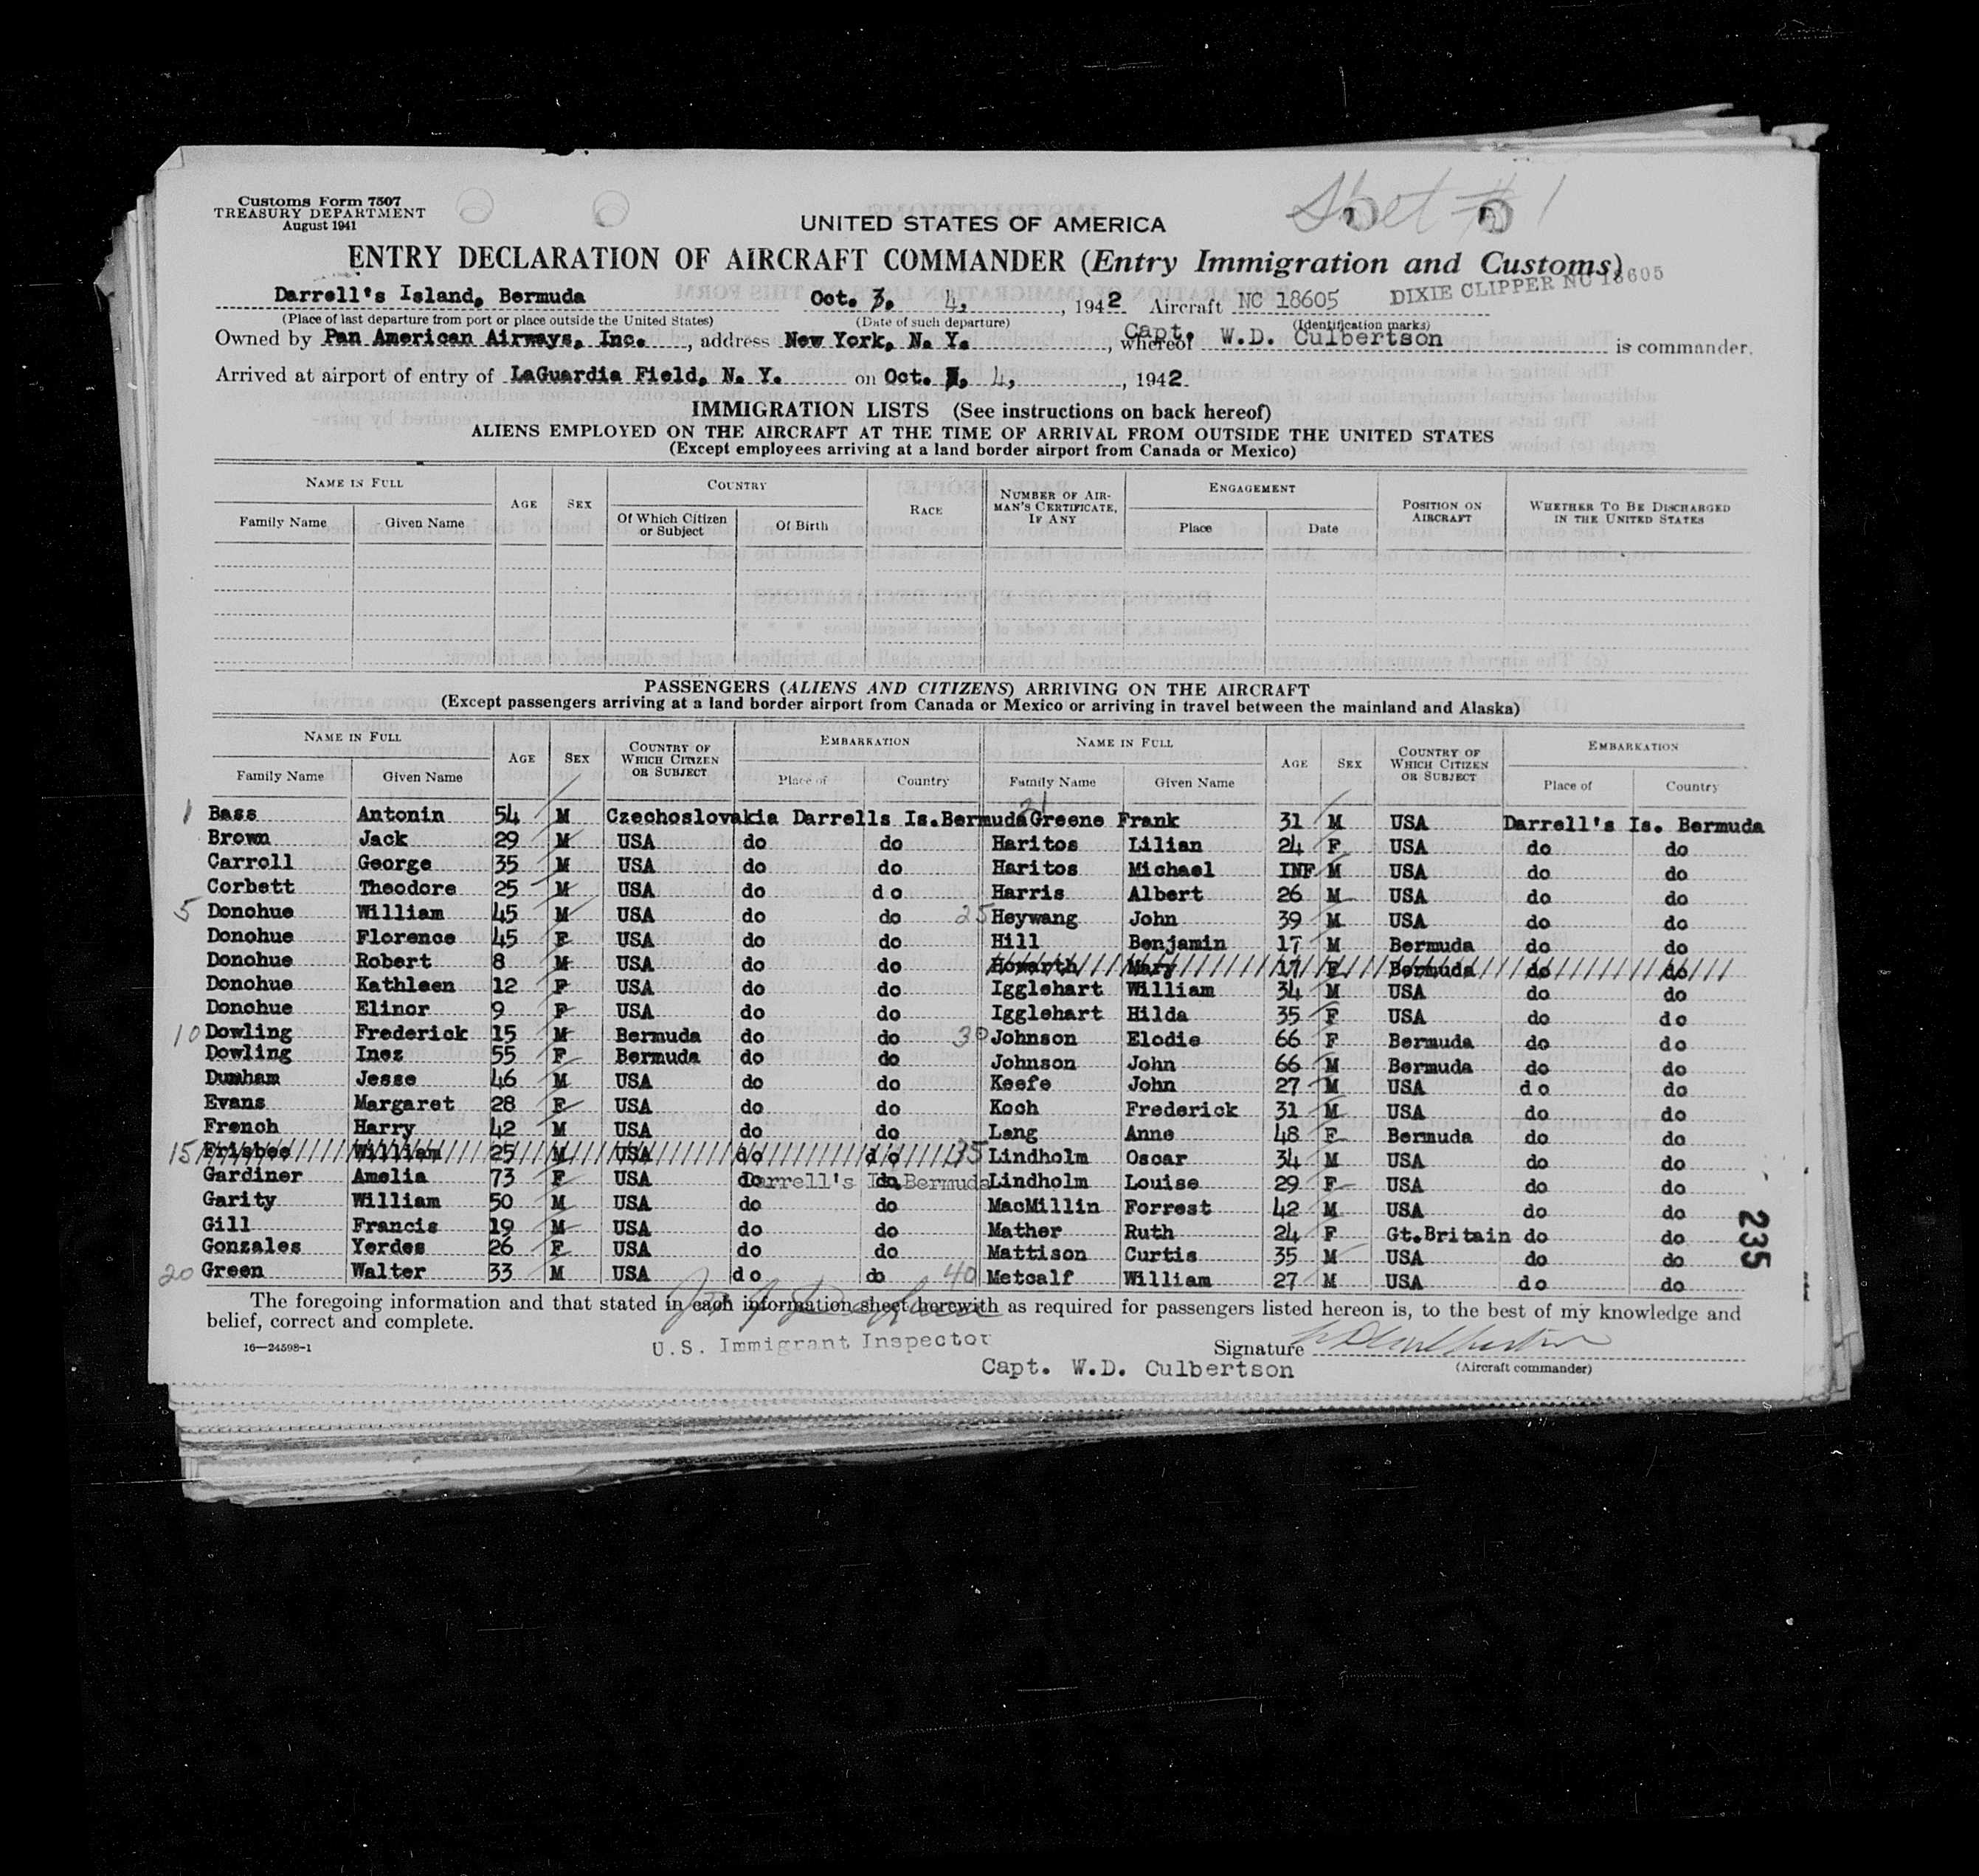 Customs Form 7507
TREASURY DEPARTMENT
August 1941
Sheet #1
UNITED STATES OF AMERICA
ENTRY DECLARATION OF AIRCRAFT COMMANDER (Entry Immigration and Customs)
Darrell's Island, Bermuda Oct. 3. 4, , 1942 Aircraft NC 18605 DIXIE CLIPPER NC 18605
(Place of last departure from port or place outside the United States) (Date of such departure) (Identification marks)
Owned by Pan American Airways, Inc. , address New York, N. Y. , whereof Capt. W.D. Culbertson is commander.
Arrived at airport of entry of LaGuardia Field, N. Y. on Oct. 4, , 1942
IMMIGRATION LISTS (See instructions on back hereof)
ALIENS EMPLOYED ON THE AIRCRAFT AT THE TIME OF ARRIVAL FROM OUTSIDE THE UNITED STATES
(Except employees arriving at a land border airport from Canada or Mexico)
NAME IN FULL AGE SEX COUNTRY RACE NUMBER OF AIRMAN'S CERTIFICATE, IF ANY ENGAGEMENT POSITION ON AIRCRAFT WHETHER TO BE DISCHARGED IN THE UNITED STATES
Family Name Given Name Of Which Citizen or Subject Of Birth Place Date
PASSENGERS (ALIENS AND CITIZENS) ARRIVING ON THE AIRCRAFT
(Except passengers arriving at a land border airport from Canada or Mexico or arriving in travel between the mainland and Alaska)
NAME IN FULL AGE SEX COUNTRY OF WHICH CITIZEN OR SUBJECT EMBARKATION NAME IN FULL AGE SEX COUNTRY OF WHICH CITIZEN OR SUBJECT EMBARKATION
Family Name Given Name Place of Country Family Name Given Name Place of Country
1 Bass Antonin 54 M Czechoslovakia Darrells Is. Bermuda 21 Greene Frank 31 M USA Darrell's Is. Bermuda
Brown Jack 29 M USA do do Haritos Lilian 24 F USA do do
Carroll George 35 M USA do do Haritos Michael INF M USA do do
Corbett Theodore 25 M USA do do Harris Albert 26 M USA do do
5 Donohue William 45 M USA do do 25 Heywang John 39 M USA do do
Donohue Florence 45 F USA do do Hill Benjamin 17 M Bermuda do do
Donohue Robert 8 M USA do do Howarth Mary 17 F Bermuda do do
Donohue Kathleen 12 F USA do do Igglehart William 34 M USA do do
Donohue Elinor 9 F USA do do Igglehart Hilda 35 F USA do do
10 Dowling Frederick 15 M Bermuda do do 30 Johnson Elodie 66 F Bermuda do do
Dowling Inez 55 F Bermuda do do Johnson John 66 M Bermuda do do
Dunham Jesse 46 M USA do do Keefe John 27 M USA do do
Evans Margaret 28 F USA do do Koch Frederick 31 M USA do do
French Harry 42 M USA do do Lang Anne 48 F Bermuda do do
15 Frisbee William 25 M USA do do 35 Lindholm Oscar 34 M USA do do
Gardiner Amelia 73 F USA do Darrell's Is. do Bermuda Lindholm Louise 29 F USA do do
Garity William 50 M USA do do MacMillin Forrest 42 M USA do do
Gill Francis 19 M USA do do Mather Ruth 24 F Gt.Britain do do
Gonzales Yerdes 26 F USA do do Mattison Curtis 35 M USA do do
20 Green Walter 33 M USA do do 40 Metcalf William 27 M USA do do
235
The foregoing information and that stated in each information sheet herewith as required for passengers listed hereon is, to the best of my knowledge and
belief, correct and complete.
16—24598-1
U.S. Immigrant Inspector
Signature W D Culbertson
Capt. W.D. Culbertson
(Aircraft commander)